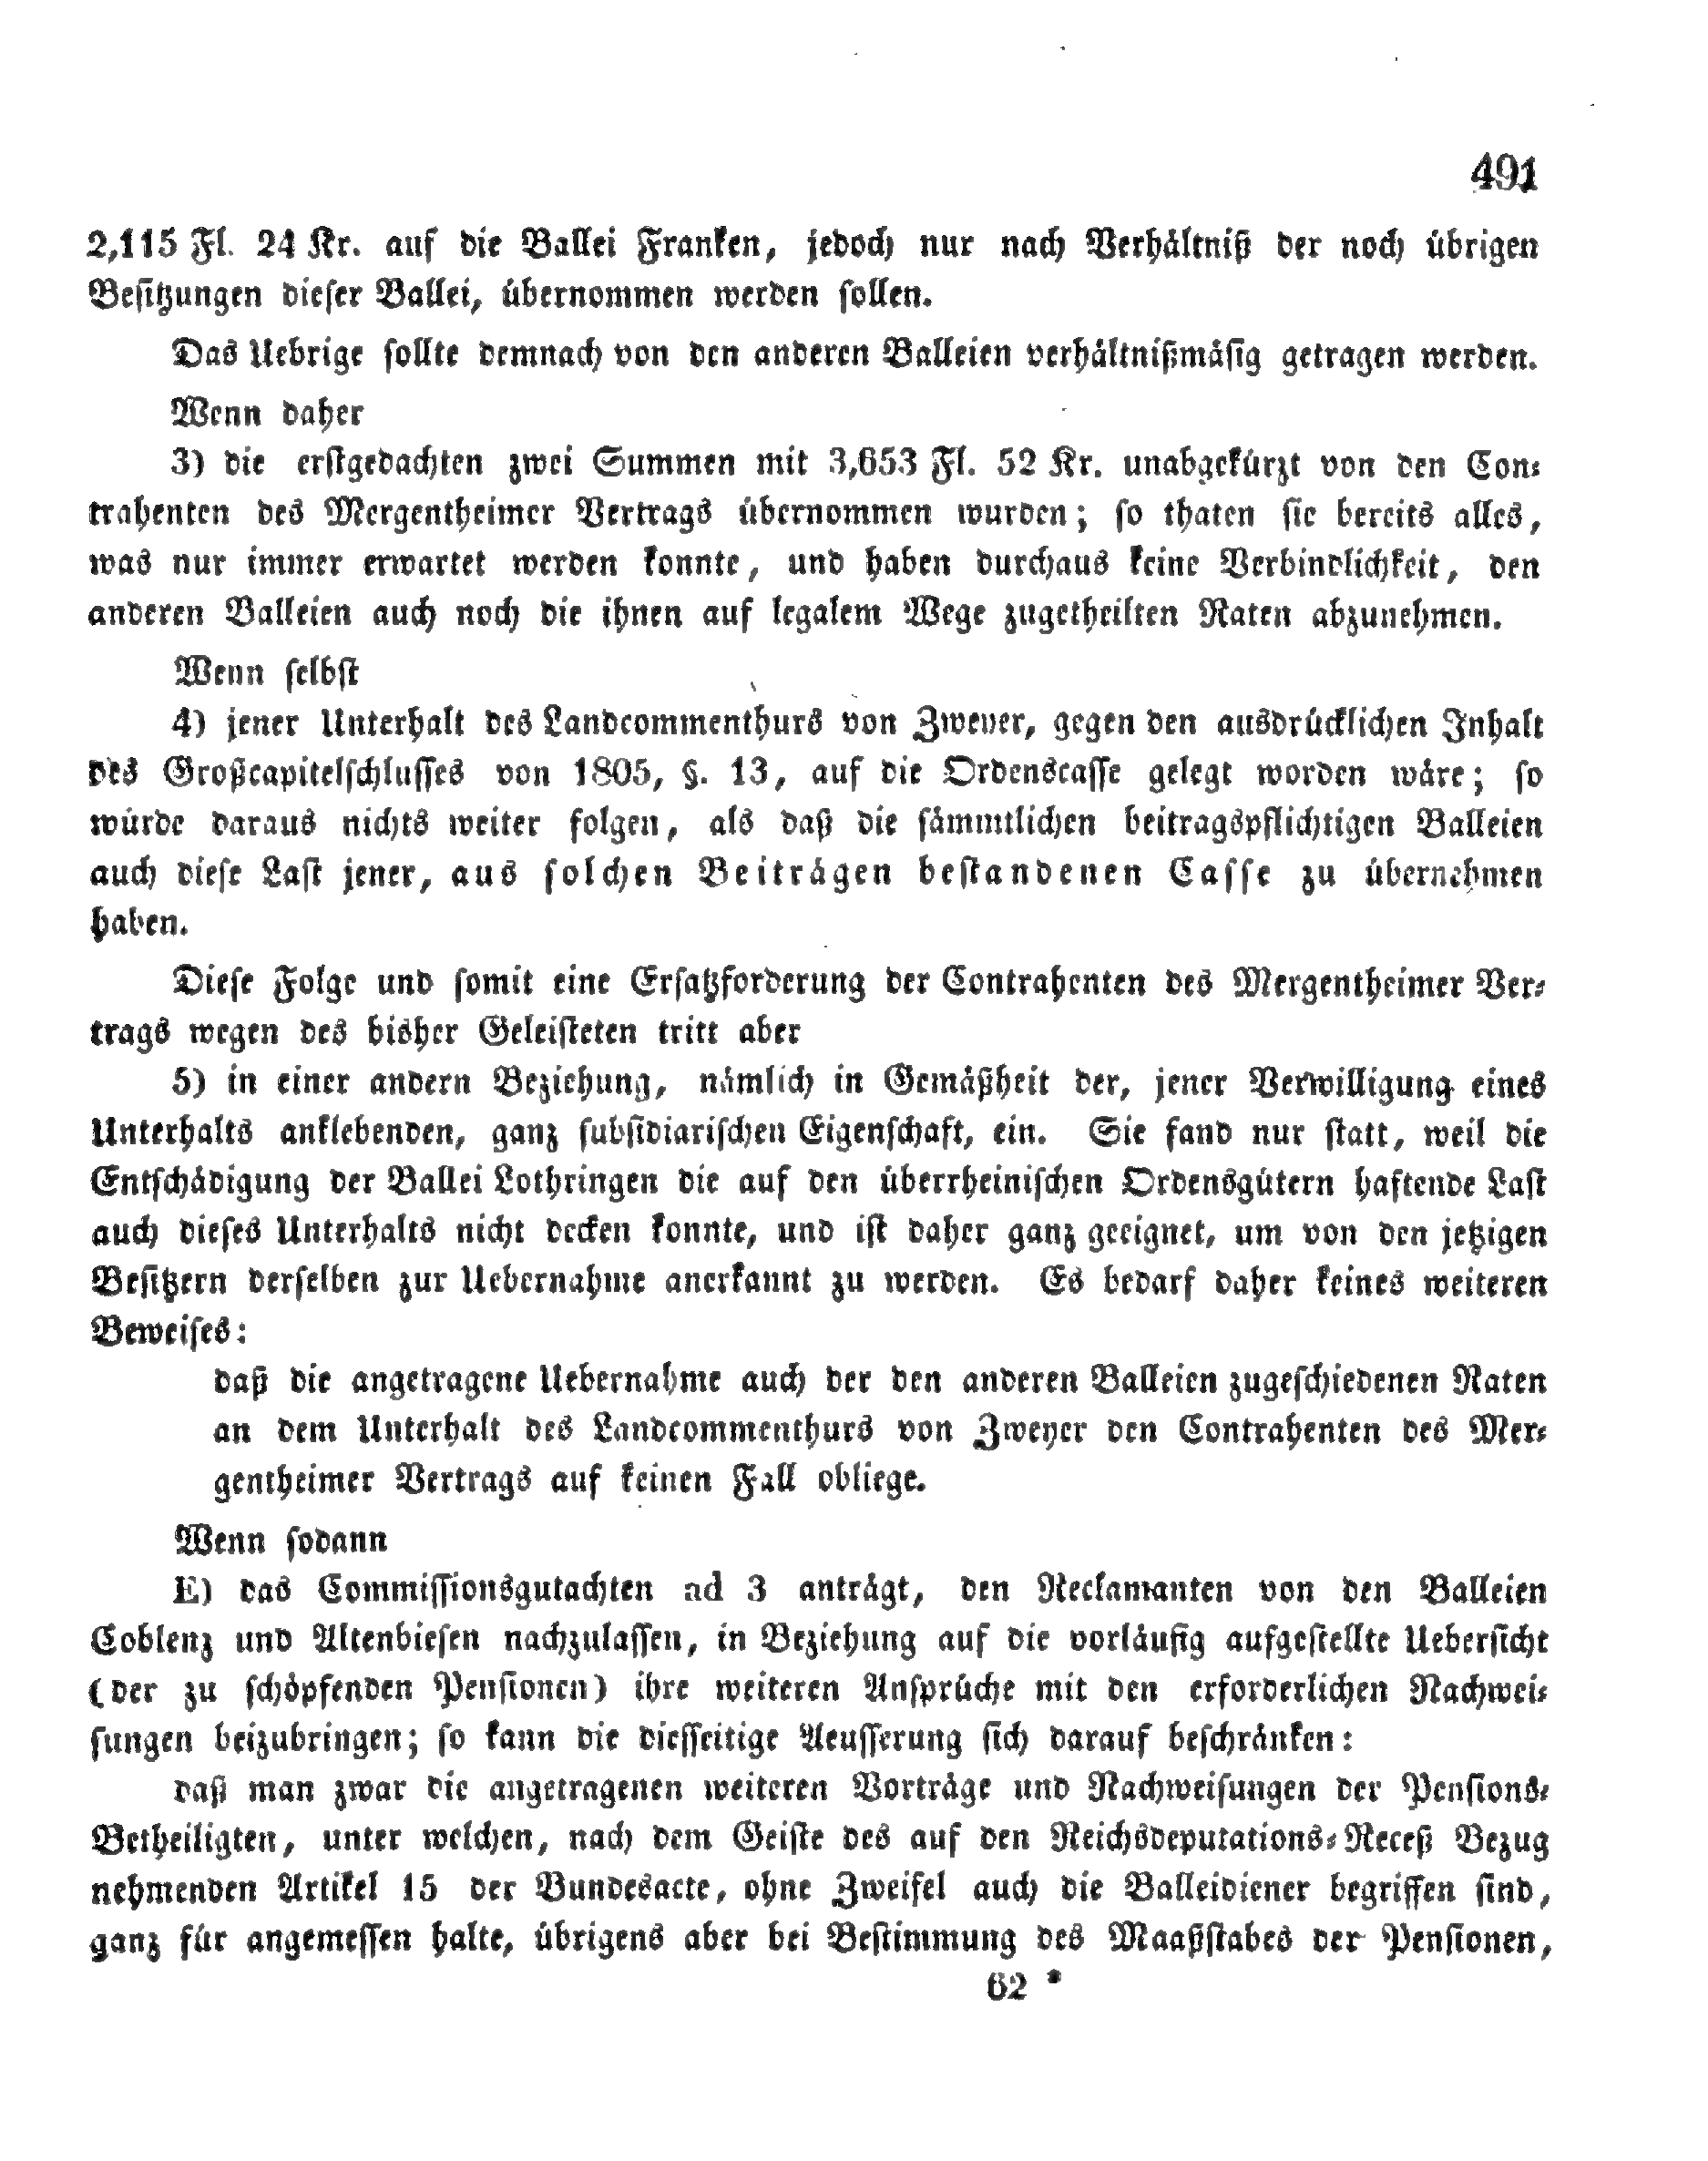 491
2,115 Fl. 24 Kr. auf die Ballei Franken, jedoch nur nach Verhältniß der noch übrigen
Besitzungen dieser Ballei, übernommen werden sollen.
Das Uebrige sollte demnach von den anderen Balleien verhältnißmäsig getragen werden.
Wenn daher
3) die erstgedachten zwei Summen mit 3,653 Fl. 52 Kr. unabgekürzt von den Con-
trahenten des Mergentheimer Vertrags übernommen wurden; so thaten sie bereits alles,
was nur immer erwartet werden konnte, und haben durchaus keine Verbindlichkeit, den
anderen Balleien auch noch die ihnen auf legalem Wege zugetheilten Raten abzunehmen.
Wenn selbst
4) jener Unterhalt des Landcommenthurs von Zweyer, gegen den ausdrücklichen Inhalt
des Großcapitelschlusses von 1805, §. 13, auf die Ordenscasse gelegt worden wäre; so
würde daraus nichts weiter folgen, als daß die sämmtlichen beitragspflichtigen Balleien
auch diese Last jener, aus solchen Beiträgen bestandenen Casse zu übernehmen
haben.
Diese Folge und somit eine Ersatzforderung der Contrahenten des Mergentheimer Ver-
trags wegen des bisher Geleisteten tritt aber
5) in einer andern Beziehung, nämlich in Gemäßheit der, jener Verwilligung eines
Unterhalts anklebenden, ganz subsidiarischen Eigenschaft, ein. Sie fand nur statt, weil die
Entschädigung der Ballei Lothringen die auf den überrheinischen Ordensgütern haftende Last
auch dieses Unterhalts nicht decken konnte, und ist daher ganz geeignet, um von den jetzigen
Besitzern derselben zur Uebernahme anerkannt zu werden. Es bedarf daher keines weiteren
Beweises:
daß die angetragene Uebernahme auch der den anderen Balleien zugeschiedenen Raten
an dem Unterhalt des Landcommenthurs von Zweyer den Contrahenten des Mer-
gentheimer Vertrags auf keinen Fall obliege.
Wenn sodann
E) das Commissionsgutachten ad 3 anträgt, den Reclamanten von den Balleien
Coblenz und Altenbiesen nachzulassen, in Beziehung auf die vorläufig aufgestellte Uebersicht
(der zu schöpfenden Pensionen) ihre weiteren Ansprüche mit den erforderlichen Nachwei-
sungen beizubringen; so kann die diesseitige Aeusserung sich darauf beschränken:
daß man zwar die angetragenen weiteren Vorträge und Nachweisungen der Pensions-
Betheiligten, unter welchen, nach dem Geiste des auf den Reichsdeputations-Receß Bezug
nehmenden Artikel 15 der Bundesacte, ohne Zweifel auch die Balleidiener begriffen sind,
ganz für angemessen halte, übrigens aber bei Bestimmung des Maaßstabes der Pensionen,
62 *